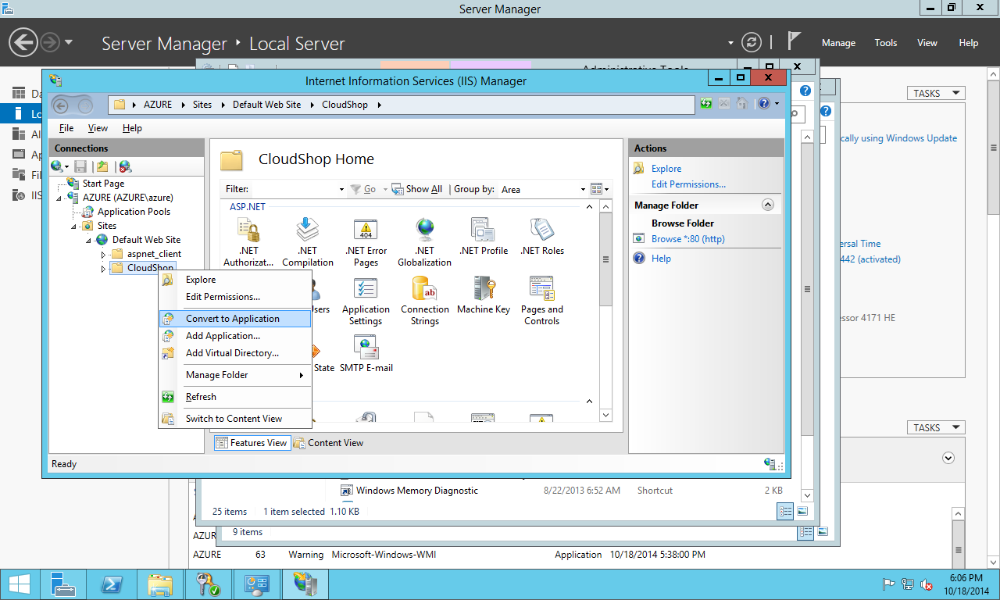 Server Manager
Server Manager
Local Server
Manage
Tools
View
Help
Administrative Tools
Internet Information Services (IIS) Manager
TASKS
AZURE
Sites
Default Web Site
CloudShop
File
View
Help
Connections
Start Page
AZURE (AZURE\azure)
Application Pools
Sites
Default Web Site
aspnet_client
CloudShop
Explore
Edit Permissions...
Convert to Application
Add Application...
Add Virtual Directory...
Manage Folder
Refresh
Switch to Content View
CloudShop Home
Filter:
Go
Show All
Group by:
Area
ASP.NET
.NET Authorizat...
.NET Compilation
.NET Error Pages
404
.NET Globalization
.NET Profile
.NET Roles
Users
Application Settings
Connection Strings
ab
Machine Key
Pages and Controls
State
SMTP E-mail
Features View
Content View
Actions
Explore
Edit Permissions...
Manage Folder
Browse Folder
Browse *:80 (http)
Help
Ready
cally using Windows Update
ersal Time
442 (activated)
essor 4171 HE
TASKS
Windows Memory Diagnostic
8/22/2013 6:52 AM
Shortcut
2 KB
25 items
1 item selected 1.10 KB
9 items
AZURE
AZURE
63
Warning
Microsoft-Windows-WMI
Application
10/18/2014 5:38:00 PM
6:06 PM
10/18/2014